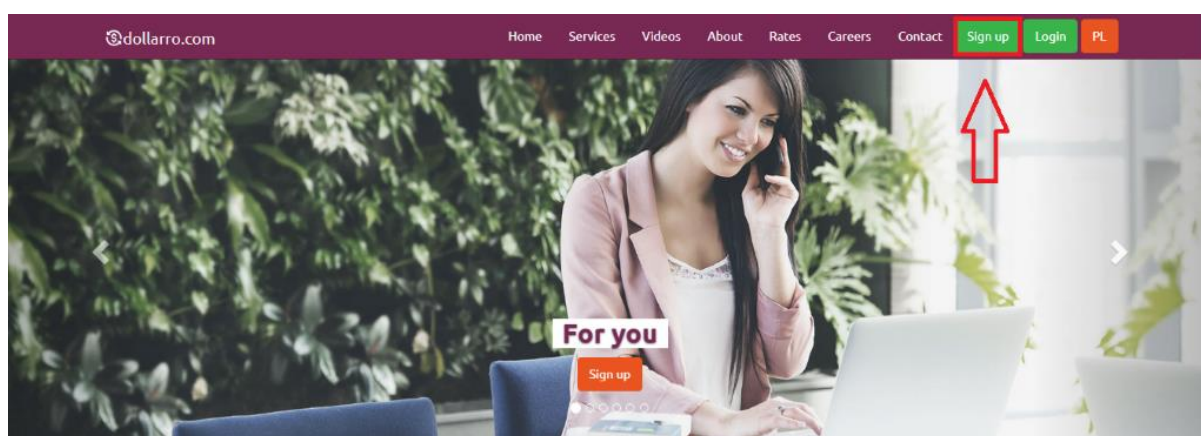 dollarro.com Home Services Videos About Rates Careers Contact Sign up Login PL
For you
Sign up